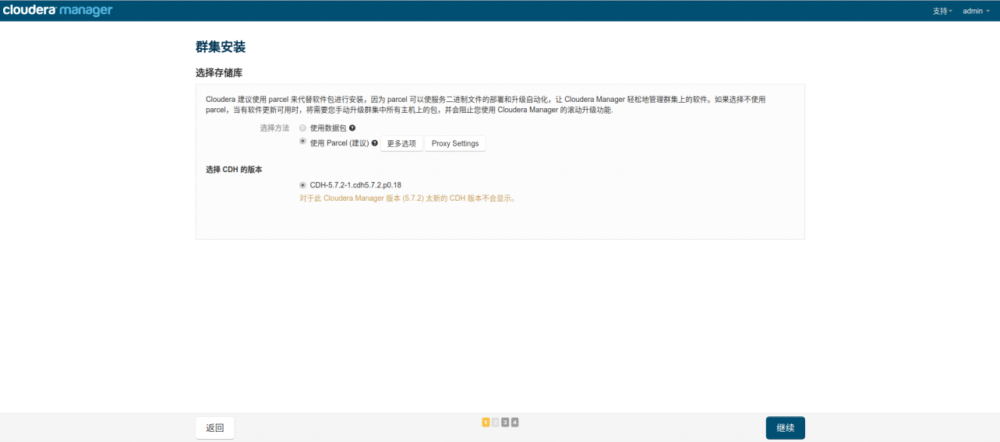 cloudera manager
支持 admin
群集安装
选择存储库
Cloudera 建议使用 parcel 来代替软件包进行安装，因为 parcel 可以使服务二进制文件的部署和升级自动化，让 Cloudera Manager 轻松地管理群集上的软件。如果选择不使用
parcel，当有软件更新可用时，将需要您手动升级群集中所有主机上的包，并会阻止您使用 Cloudera Manager 的滚动升级功能.
选择方法 使用数据包 ?
使用 Parcel (建议) ? 更多选项 Proxy Settings
选择 CDH 的版本
CDH-5.7.2-1.cdh5.7.2.p0.18
对于此 Cloudera Manager 版本 (5.7.2) 太新的 CDH 版本不会显示。
返回 1 2 3 4 继续